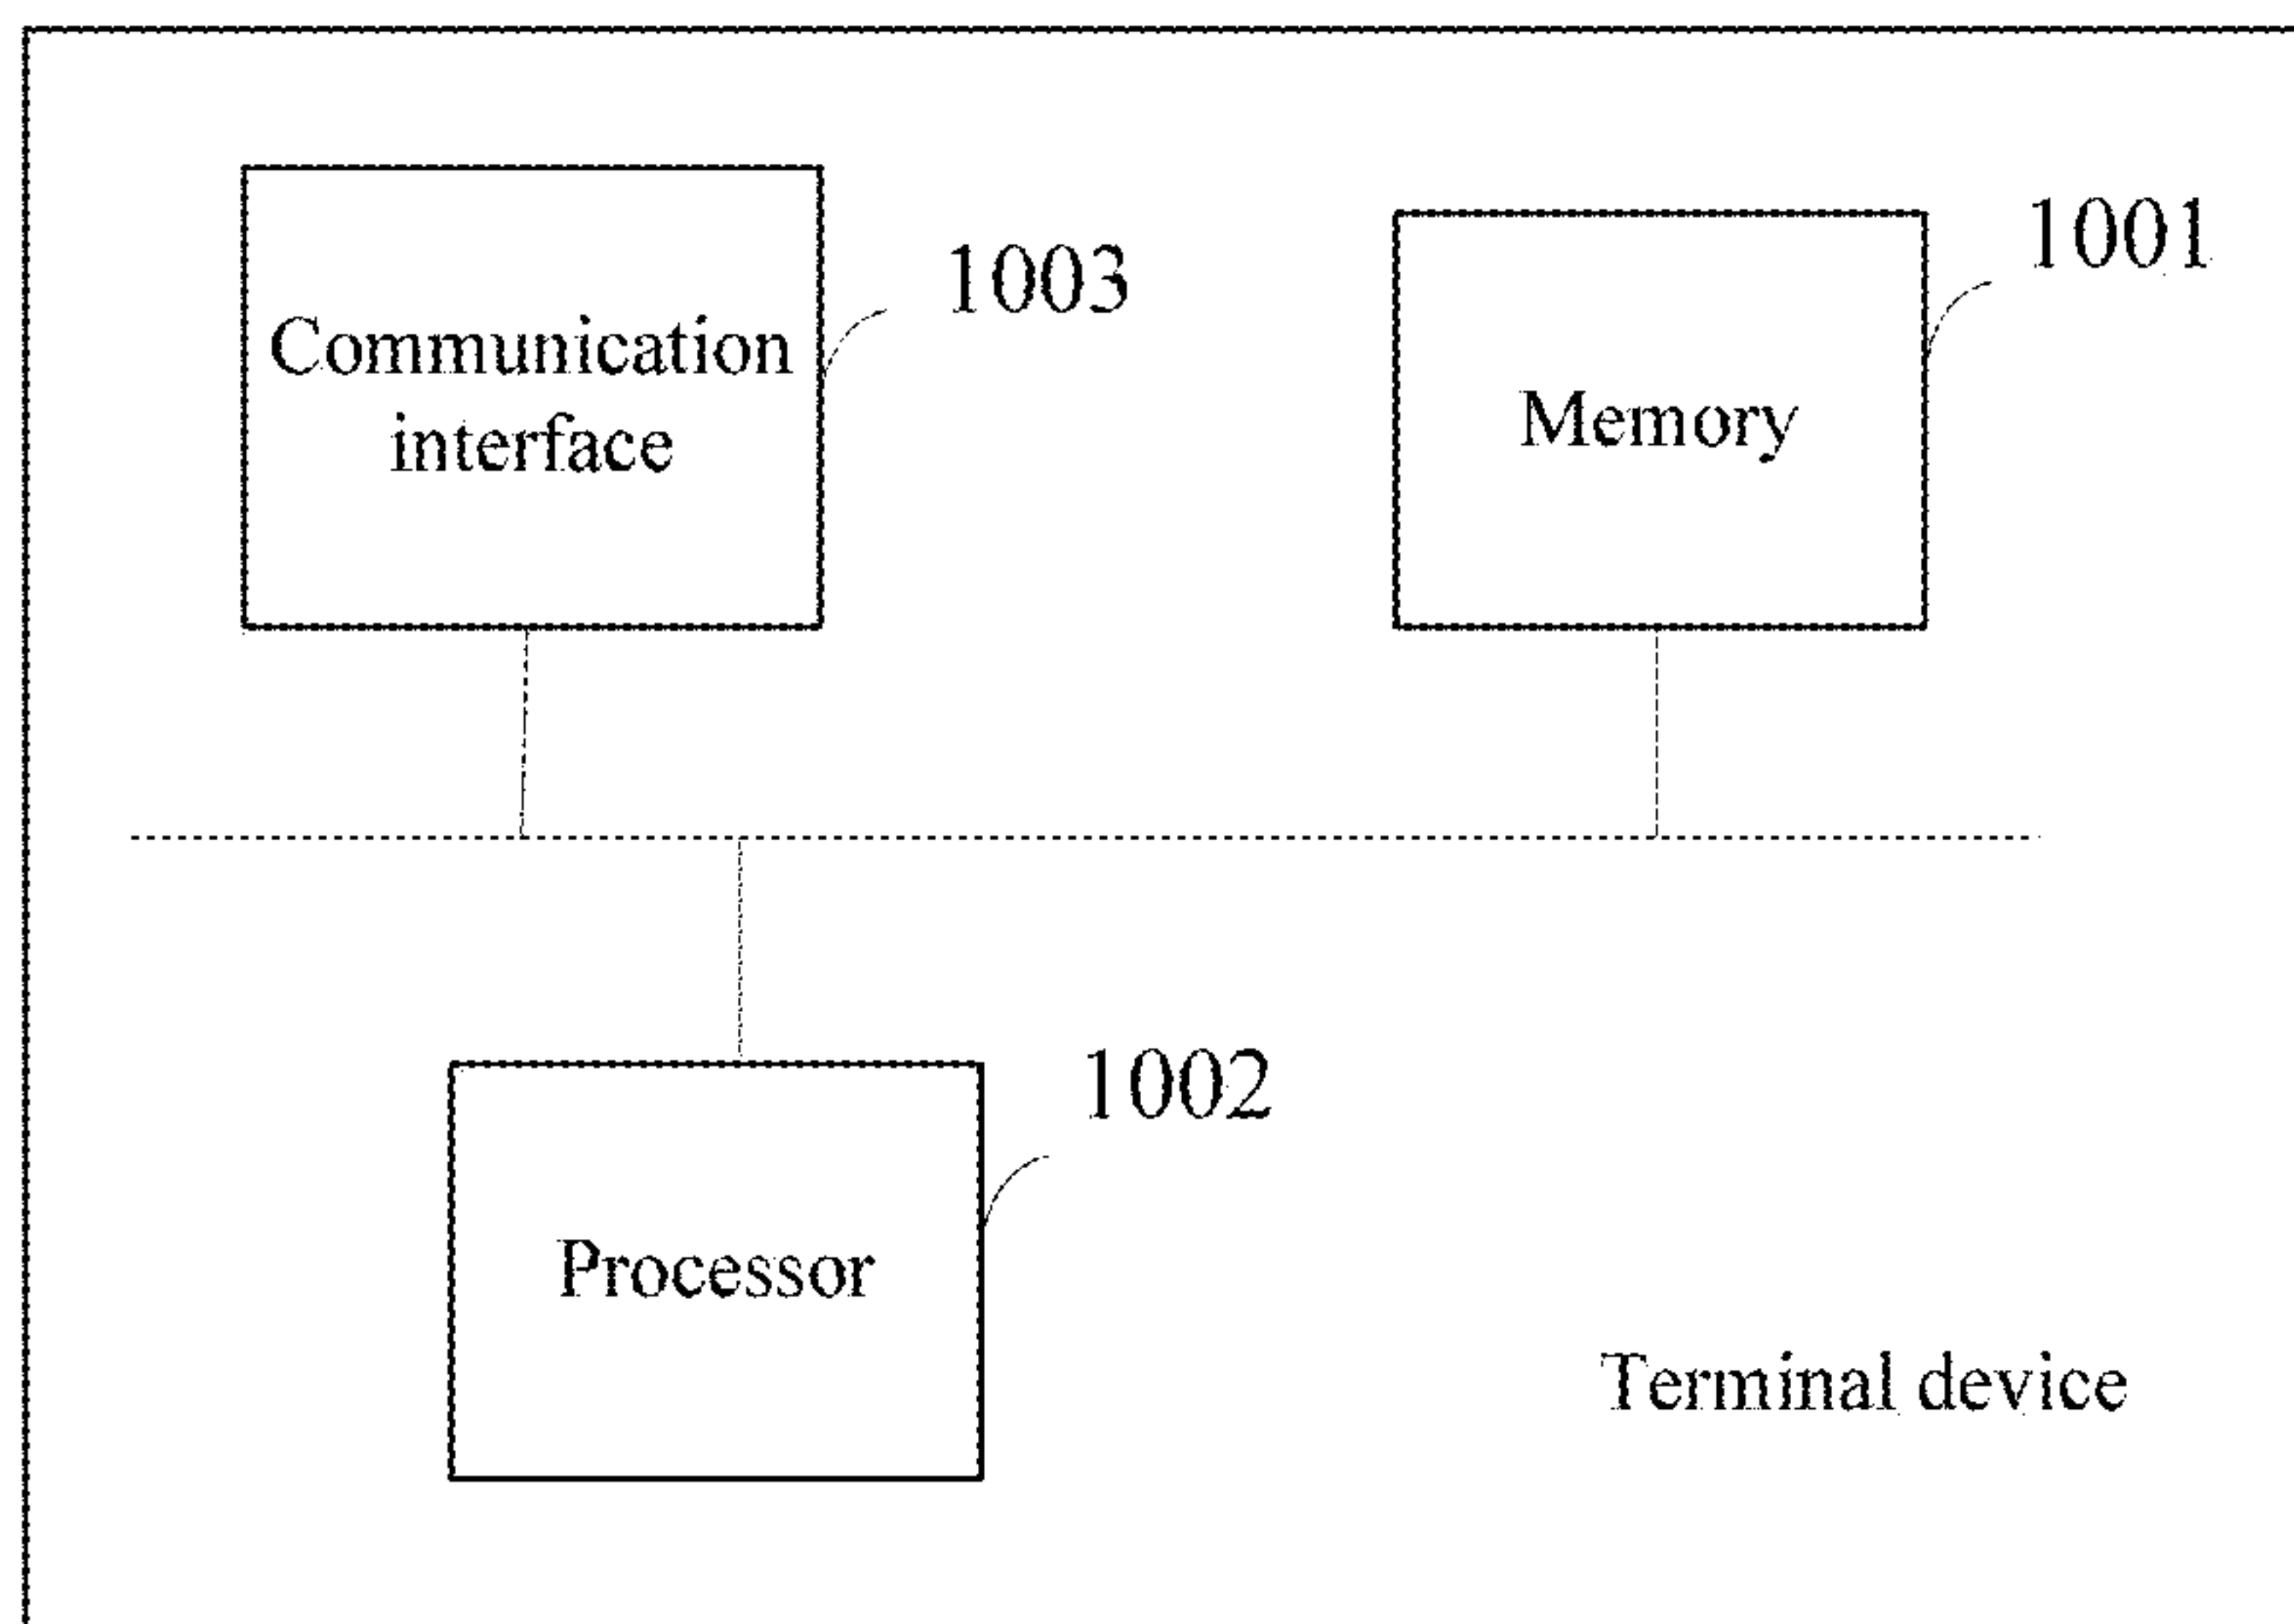 1003
Communication
interface
1001
Memory
1002
Processor
Terminal device